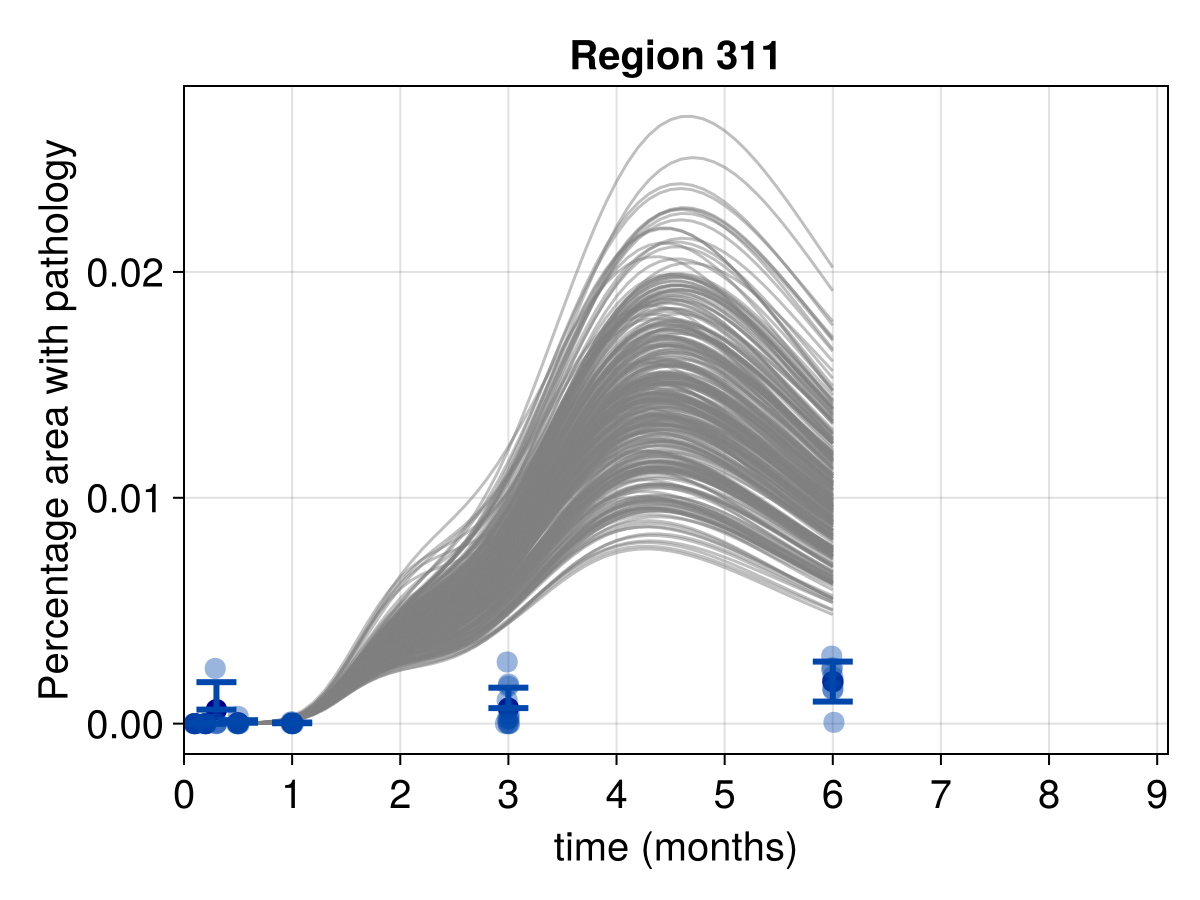 Region 311
Percentage area with pathology
0.02
0.01
0.00
0 1 2 3 4 5 6 7 8 9
time (months)